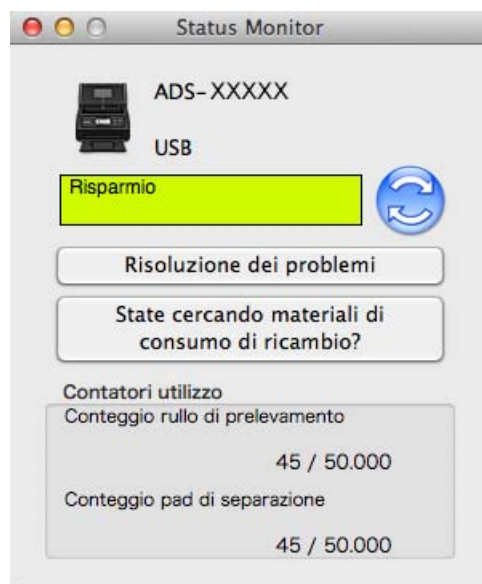 Status Monitor
ADS-XXXXX
USB
Risparmio
Risoluzione dei problemi
State cercando materiali di
consumo di ricambio?
Contatori utilizzo
Conteggio rullo di prelevamento
45 / 50.000
Conteggio pad di separazione
45 / 50.000